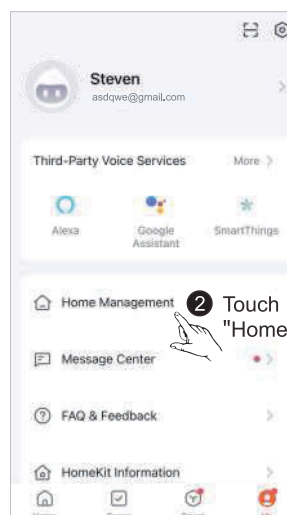 Steven
asdqwe@gmail.com
Third-Party Voice Services More
Alexa Google Assistant SmartThings
Home Management 2 Touch
"Home
Message Center
FAQ & Feedback
HomeKit Information